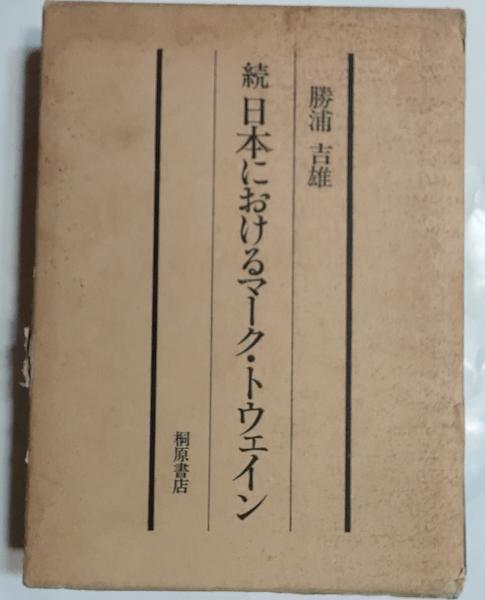 勝浦 吉雄
続 日本におけるマーク・トウェイン
桐原書店